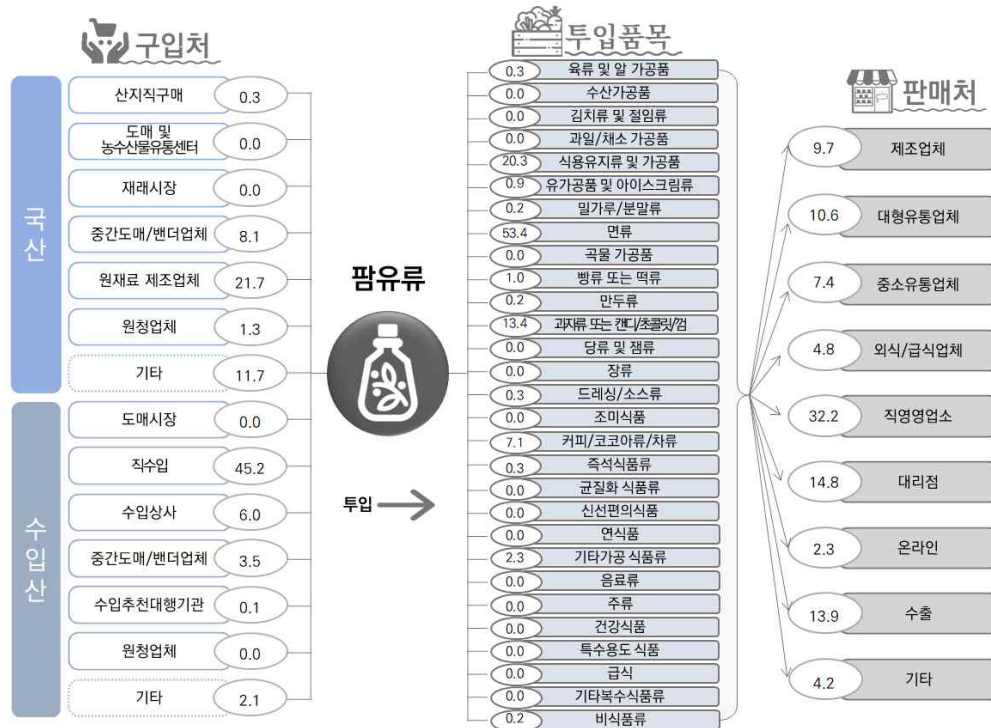 구입처
국산
산지직구매 0.3
도매 및
농수산물유통센터 0.0
재래시장 0.0
중간도매/밴더업체 8.1
원재료 제조업체 21.7
원청업체 1.3
기타 11.7
수입산
도매시장 0.0
직수입 45.2
수입상사 6.0
중간도매/밴더업체 3.5
수입추천대행기관 0.1
원청업체 0.0
기타 2.1
팜유류
투입
투입품목
0.3 육류 및 알 가공품
0.0 수산가공품
0.0 김치류 및 절임류
0.0 과일/채소 가공품
20.3 식용유지류 및 가공품
0.9 유가공품 및 아이스크림류
0.2 밀가루/분말류
53.4 면류
0.0 곡물 가공품
1.0 빵류 또는 떡류
0.2 만두류
13.4 과자류 또는 캔디/초콜릿/껌
0.0 당류 및 잼류
0.0 장류
0.3 드레싱/소스류
0.0 조미식품
7.1 커피/코코아류/차류
0.3 즉석식품류
0.0 균질화 식품류
0.0 신선편의식품
0.0 연식품
2.3 기타가공 식품류
0.0 음료류
0.0 주류
0.0 건강식품
0.0 특수용도 식품
0.0 급식
0.0 기타복수식품류
0.2 비식품류
판매처
9.7 제조업체
10.6 대형유통업체
7.4 중소유통업체
4.8 외식/급식업체
32.2 직영영업소
14.8 대리점
2.3 온라인
13.9 수출
4.2 기타